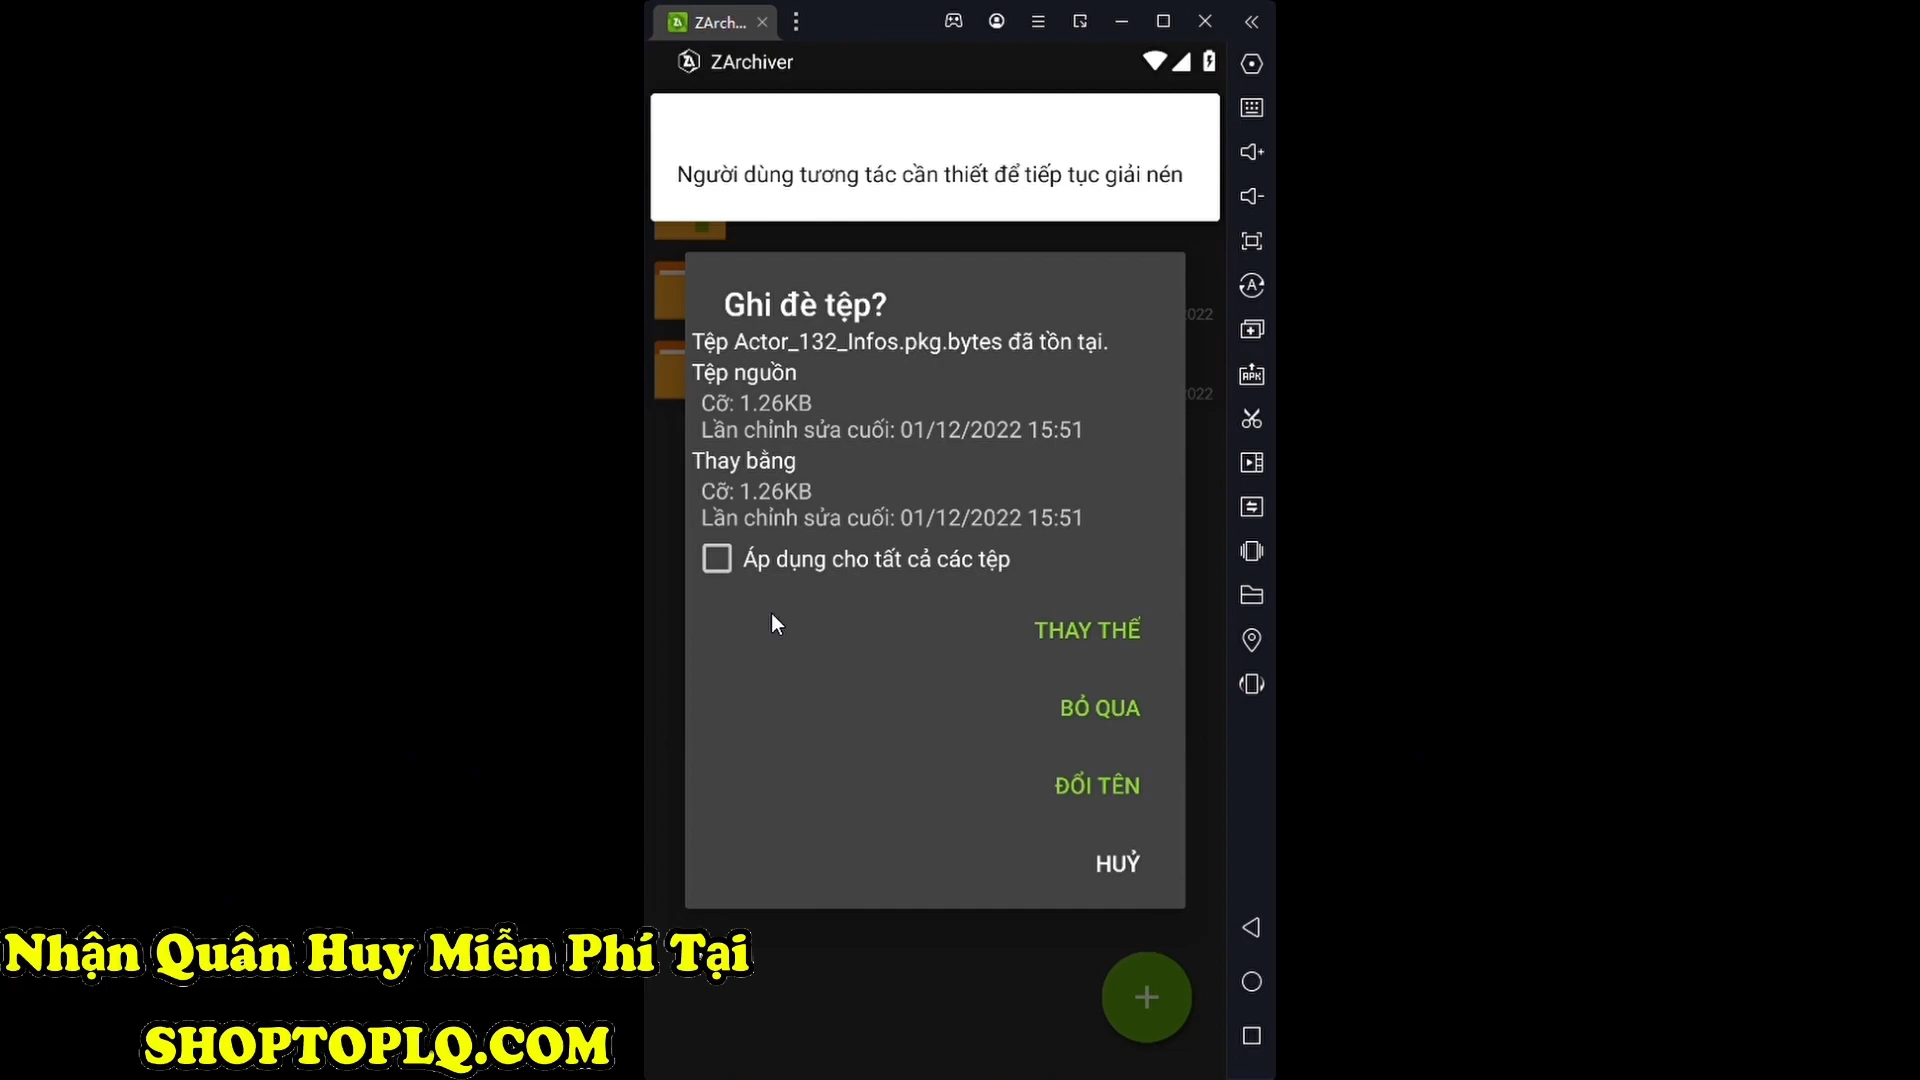 ZArch...
ZArchiver
Người dùng tương tác cần thiết để tiếp tục giải nén
Ghi đè tệp?
Tệp Actor_132_Infos.pkg.bytes đã tồn tại.
Tệp nguồn
2022
Cỡ: 1.26KB
Lần chỉnh sửa cuối: 01/12/2022 15:51
Thay bằng
2022
Cỡ: 1.26KB
Lần chỉnh sửa cuối: 01/12/2022 15:51
Áp dụng cho tất cả các tệp
THAY THẾ
BỎ QUA
ĐỔI TÊN
HUỶ
APK
Nhận Quân Huy Miễn Phí Tại
SHOPTOPLQ.COM